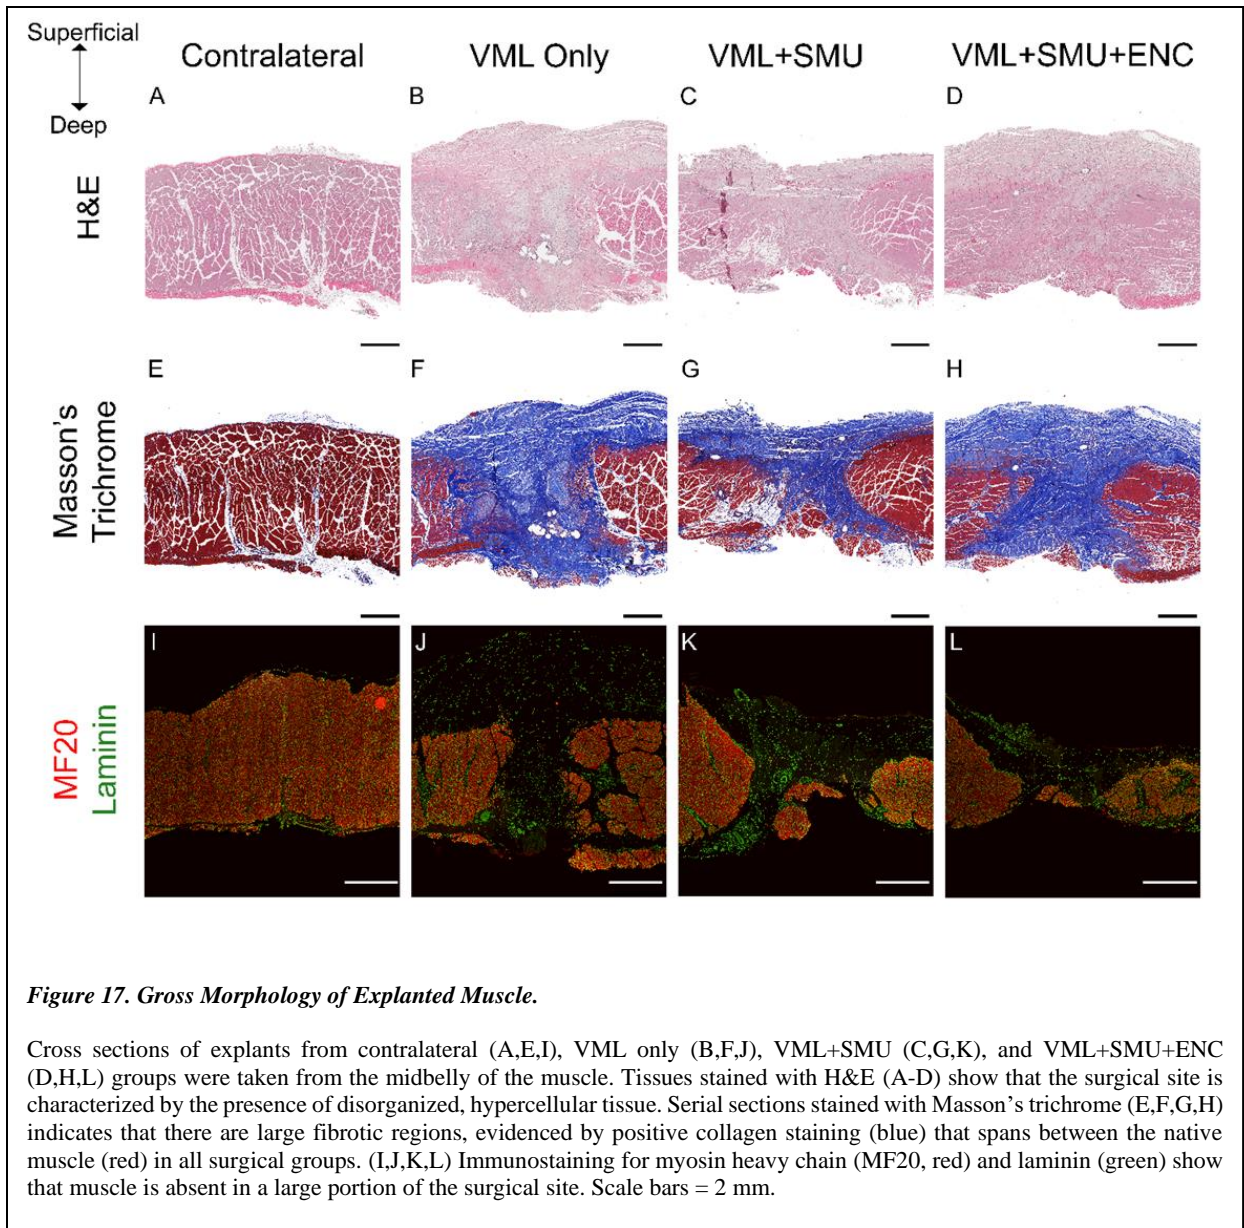 Superficial
Deep
Contralateral
VML Only
VML+SMU
VML+SMU+ENC
H&E
A
B
C
D
Masson's
Trichrome
E
F
G
H
MF20
Laminin
I
J
K
L
Figure 17. Gross Morphology of Explanted Muscle.
Cross sections of explants from contralateral (A,E,I), VML only (B,F,J), VML+SMU (C,G,K), and VML+SMU+ENC
(D,H,L) groups were taken from the midbelly of the muscle. Tissues stained with H&E (A-D) show that the surgical site is
characterized by the presence of disorganized, hypercellular tissue. Serial sections stained with Masson’s trichrome (E,F,G,H)
indicates that there are large fibrotic regions, evidenced by positive collagen staining (blue) that spans between the native
muscle (red) in all surgical groups. (I,J,K,L) Immunostaining for myosin heavy chain (MF20, red) and laminin (green) show
that muscle is absent in a large portion of the surgical site. Scale bars = 2 mm.